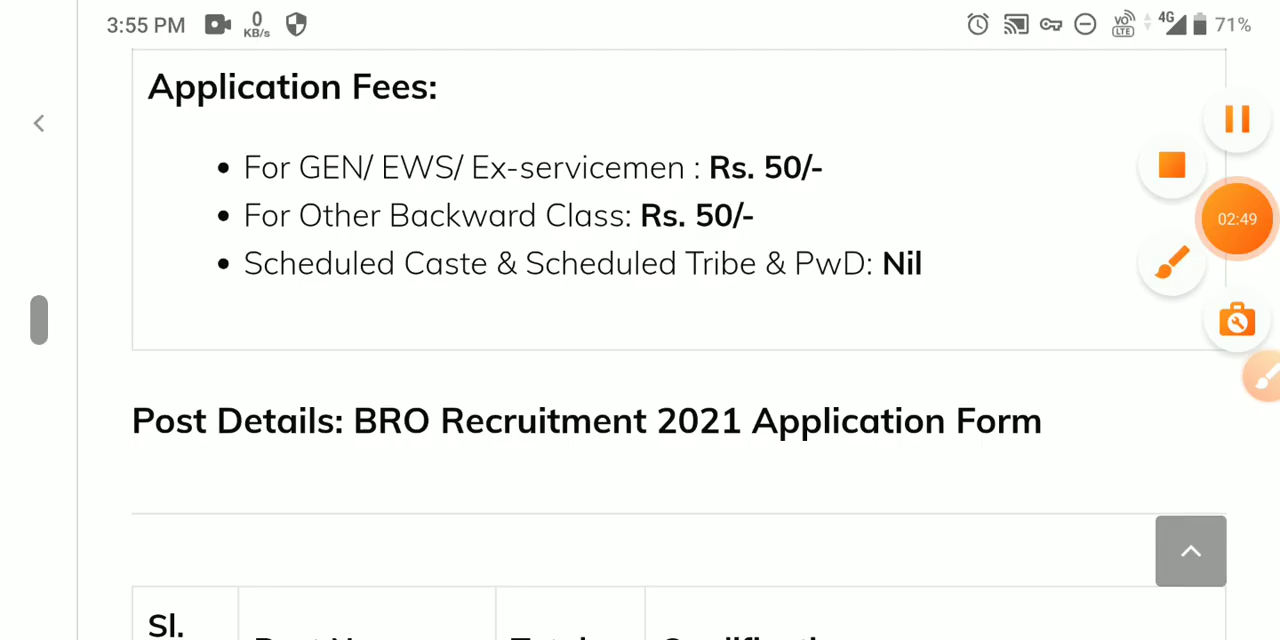 3:55 PM 0 KB/s VO LTE 4G 71%
Application Fees:
• For GEN/ EWS/ Ex-servicemen : Rs. 50/-
02:49
• For Other Backward Class: Rs. 50/-
• Scheduled Caste & Scheduled Tribe & PwD: Nil
Post Details: BRO Recruitment 2021 Application Form
Sl.